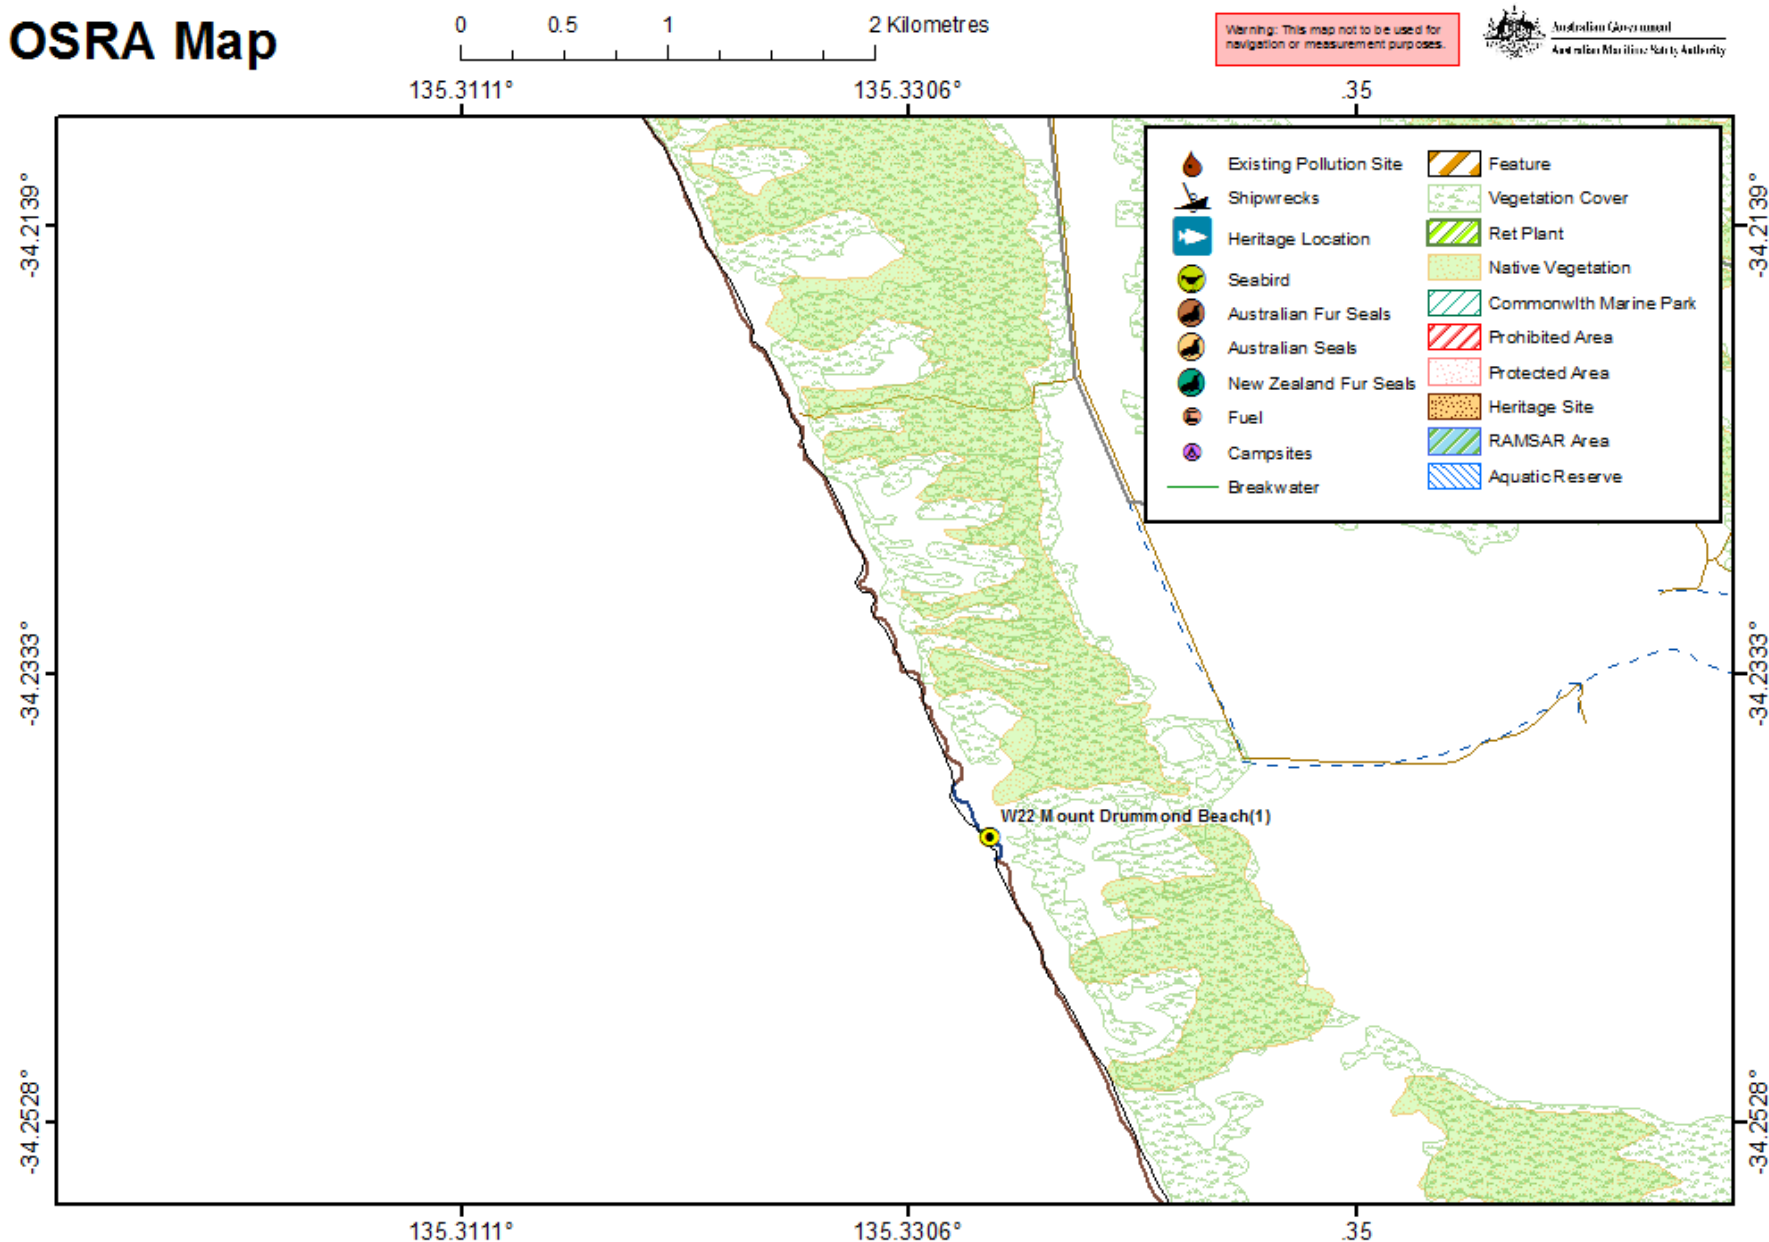 OSRA Map
0 0.5 1 2 Kilometres
Warning: This map not to be used for
navigation or measurement purposes.
Australian Government
Australian Maritime Safety Authority
135.3111° 135.3306° .35
-34.2139° -34.2139°
-34.2333° -34.2333°
-34.2528° -34.2528°
Existing Pollution Site
Shipwrecks
Heritage Location
Seabird
Australian Fur Seals
Australian Seals
New Zealand Fur Seals
Fuel
Campsites
Breakwater
Feature
Vegetation Cover
Ret Plant
Native Vegetation
Commonwlth Marine Park
Prohibited Area
Protected Area
Heritage Site
RAMSAR Area
Aquatic Reserve
W22 Mount Drummond Beach(1)
135.3111° 135.3306° .35